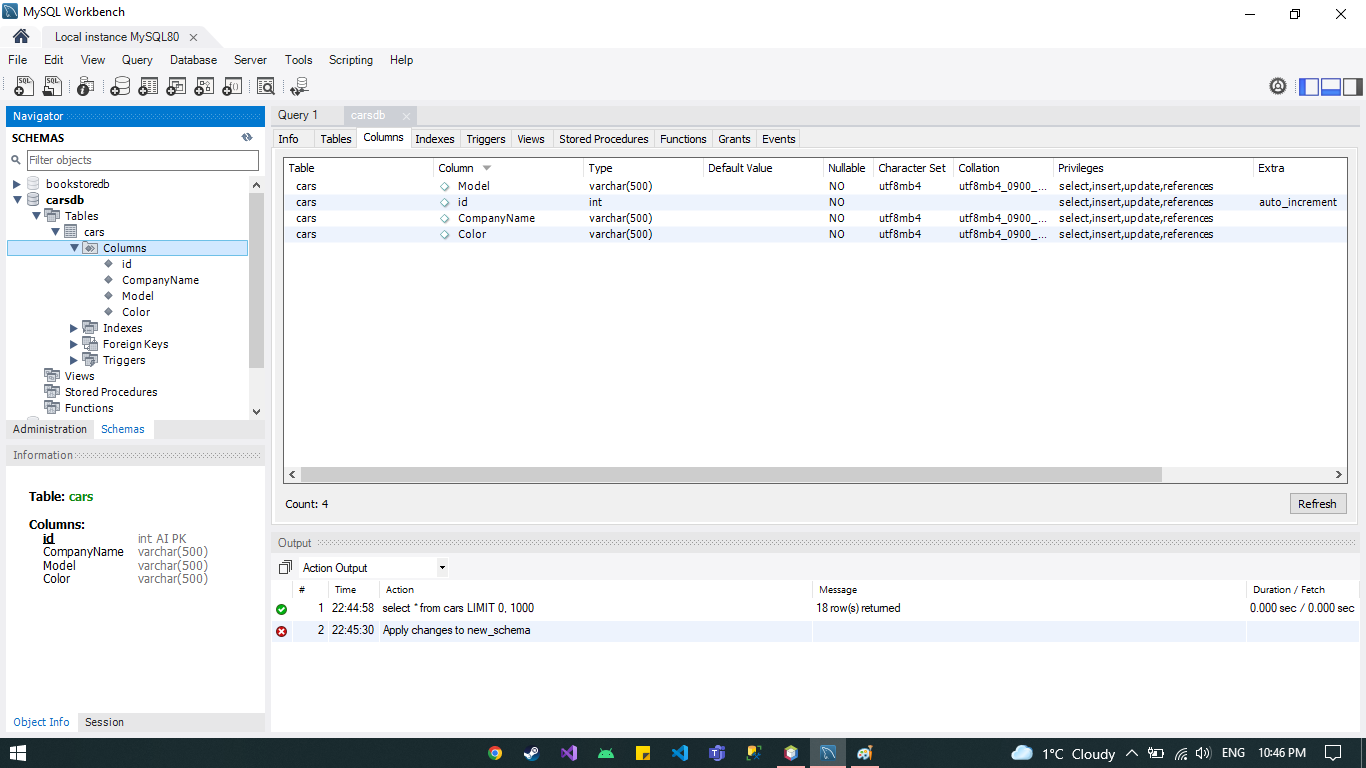 MySQL Workbench
Local instance MySQL80
File Edit View Query Database Server Tools Scripting Help
Navigator
SCHEMAS
Filter objects
bookstoredb
carsdb
Tables
cars
Columns
id
CompanyName
Model
Color
Indexes
Foreign Keys
Triggers
Views
Stored Procedures
Functions
Administration Schemas
Information
Table: cars
Columns:
id int AI PK
CompanyName varchar(500)
Model varchar(500)
Color varchar(500)
Object Info Session
Query 1 carsdb
Info Tables Columns Indexes Triggers Views Stored Procedures Functions Grants Events
Table Column Type Default Value Nullable Character Set Collation Privileges Extra
cars Model varchar(500) NO utf8mb4 utf8mb4_0900_... select,insert,update,references
cars id int NO select,insert,update,references auto_increment
cars CompanyName varchar(500) NO utf8mb4 utf8mb4_0900_... select,insert,update,references
cars Color varchar(500) NO utf8mb4 utf8mb4_0900_... select,insert,update,references
Count: 4
Refresh
Output
Action Output
# Time Action Message Duration / Fetch
1 22:44:58 select * from cars LIMIT 0, 1000 18 row(s) returned 0.000 sec / 0.000 sec
2 22:45:30 Apply changes to new_schema
1°C Cloudy ENG 10:46 PM